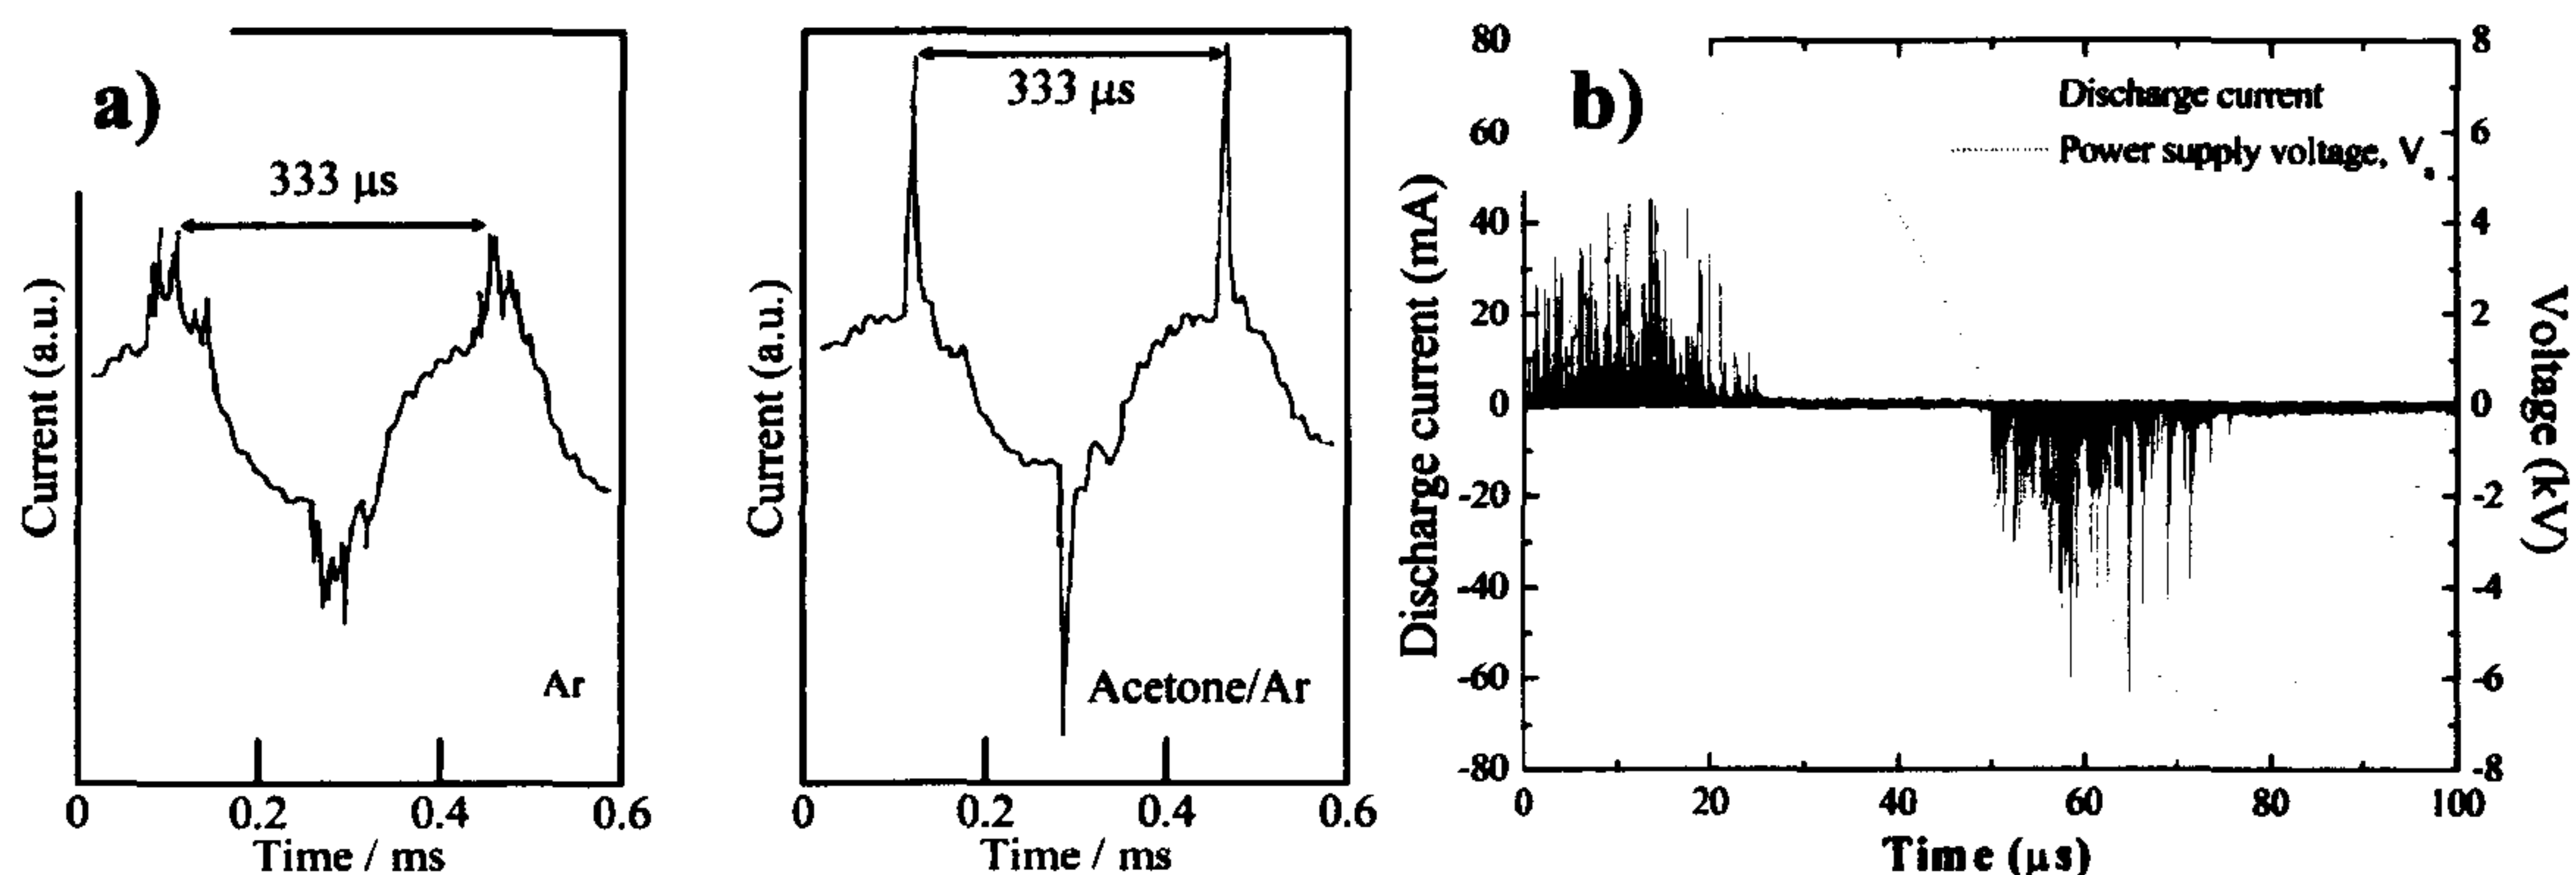 a)
333 μs
Current (a.u.)
Ar
0 0.2 0.4 0.6
Time / ms
333 μs
Current (a.u.)
Acetone/Ar
0 0.2 0.4 0.6
Time / ms
b)
Discharge current
Power supply voltage, Vₛ
Discharge current (mA)
80
60
40
20
0
-20
-40
-60
-80
Voltage (kV)
8
6
4
2
0
-2
-4
-6
-8
0 20 40 60 80 100
Time (μs)